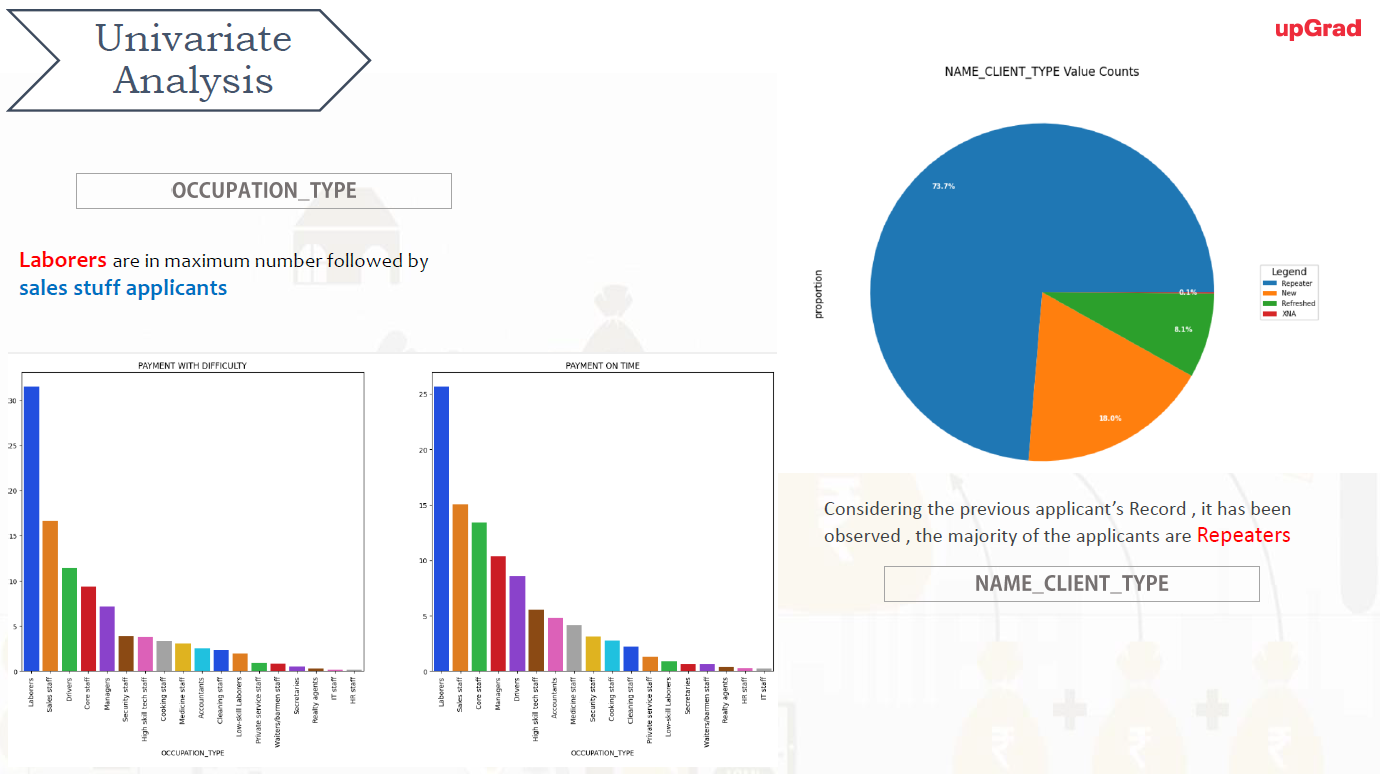 Univariate
Analysis
upGrad
OCCUPATION_TYPE
Laborers are in maximum number followed by
sales stuff applicants
PAYMENT WITH DIFFICULTY
30
25
20
15
10
5
0
Laborers
Sales staff
Drivers
Core staff
Managers
Security staff
High skill tech staff
Cooking staff
Medicine staff
Accountants
Cleaning staff
Low-skill Laborers
Private service staff
Waiters/barmen staff
Secretaries
Realty agents
IT staff
HR staff
OCCUPATION_TYPE
PAYMENT ON TIME
25
20
15
10
5
0
Laborers
Sales staff
Core staff
Managers
Drivers
High skill tech staff
Accountants
Medicine staff
Security staff
Cooking staff
Cleaning staff
Private service staff
Low-skill Laborers
Secretaries
Waiters/barmen staff
Realty agents
HR staff
IT staff
OCCUPATION_TYPE
NAME_CLIENT_TYPE Value Counts
proportion
73.7%
0.1%
8.1%
18.0%
Legend
Repeater
New
Refreshed
XNA
Considering the previous applicant’s Record , it has been
observed , the majority of the applicants are Repeaters
NAME_CLIENT_TYPE